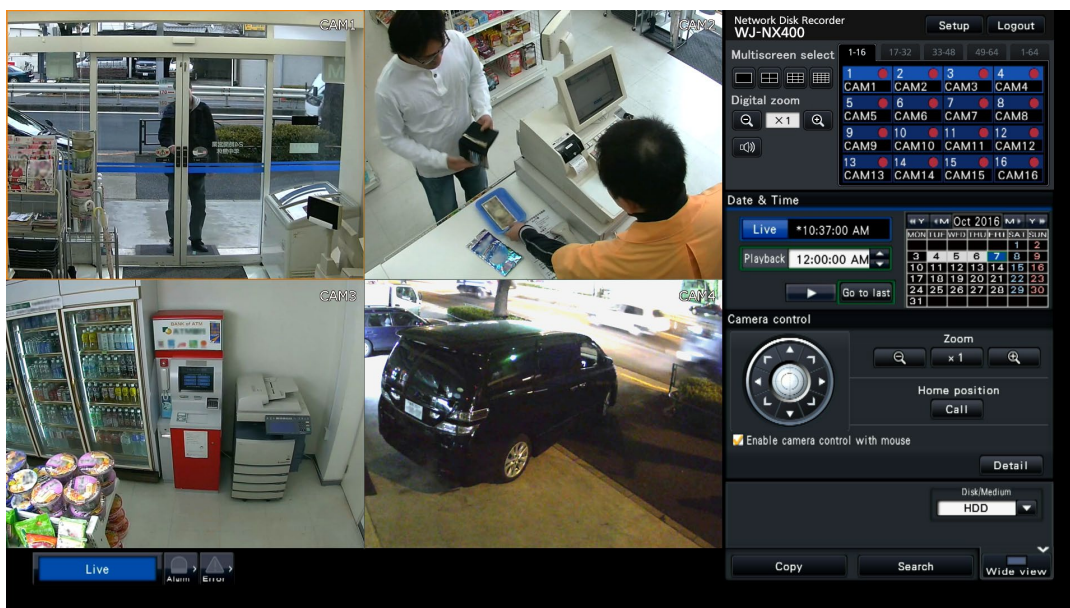 CAM1
CAM2
CAM3
BANK of ATM
CAM4
Live
Alarm
Error
Network Disk Recorder
WJ-NX400
Setup
Logout
Multiscreen select
1-16 17-32 33-48 49-64 1-64
1 2 3 4
CAM1 CAM2 CAM3 CAM4
5 6 7 8
CAM5 CAM6 CAM7 CAM8
9 10 11 12
CAM9 CAM10 CAM11 CAM12
13 14 15 16
CAM13 CAM14 CAM15 CAM16
Digital zoom
×1
Date & Time
Live *10:37:00 AM
Playback 12:00:00 AM
Go to last
Y M Oct 2016 M Y
MON TUE WED THU FRI SAT SUN
1 2
3 4 5 6 7 8 9
10 11 12 13 14 15 16
17 18 19 20 21 22 23
24 25 26 27 28 29 30
31
Camera control
Zoom
×1
Home position
Call
Enable camera control with mouse
Detail
Disk/Medium
HDD
Copy
Search
Wide view